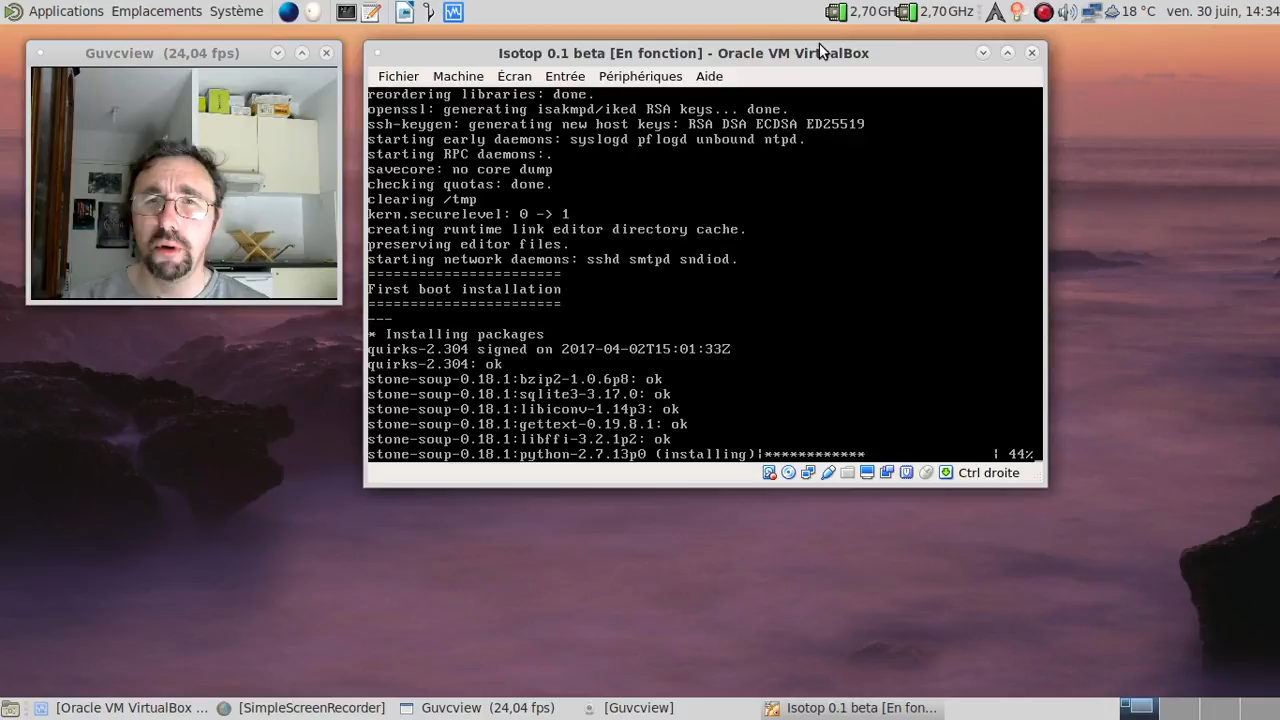 Applications Emplacements Système 2,70 GHz 2,70 GHz 18 °C ven. 30 juin, 14:34
Guvcview (24,04 fps)
Isotop 0.1 beta [En fonction] - Oracle VM VirtualBox
Fichier Machine Écran Entrée Périphériques Aide
reordering libraries: done.
openssl: generating isakmpd/iked RSA keys... done.
ssh-keygen: generating new host keys: RSA DSA ECDSA ED25519
starting early daemons: syslogd pflogd unbound ntpd.
starting RPC daemons:.
savecore: no core dump
checking quotas: done.
clearing /tmp
kern.securelevel: 0 -> 1
creating runtime link editor directory cache.
preserving editor files.
starting network daemons: sshd smtpd sndiod.
======================
First boot installation
======================
---
* Installing packages
quirks-2.304 signed on 2017-04-02T15:01:33Z
quirks-2.304: ok
stone-soup-0.18.1:bzip2-1.0.6p8: ok
stone-soup-0.18.1:sqlite3-3.17.0: ok
stone-soup-0.18.1:libiconv-1.14p3: ok
stone-soup-0.18.1:gettext-0.19.8.1: ok
stone-soup-0.18.1:libffi-3.2.1p2: ok
stone-soup-0.18.1:python-2.7.13p0 (installing)|************ | 44%
Ctrl droite
[Oracle VM VirtualBox ... [SimpleScreenRecorder] Guvcview (24,04 fps) [Guvcview] Isotop 0.1 beta [En fon...